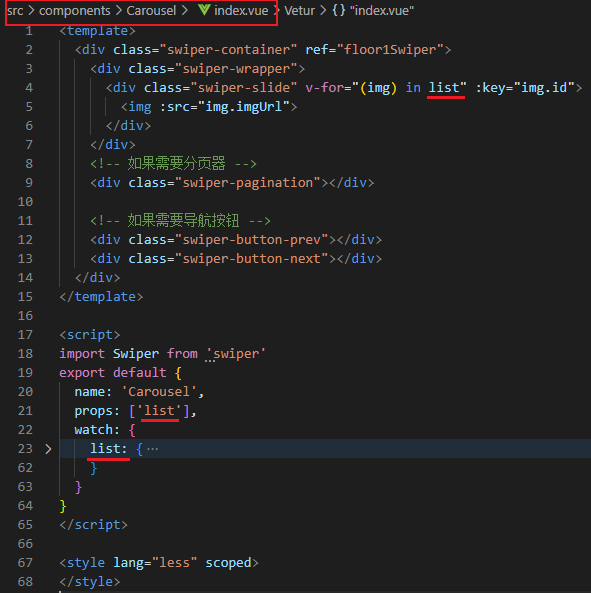 src > components > Carousel > index.vue > Vetur > {} "index.vue"
1 <template>
2 <div class="swiper-container" ref="floor1Swiper">
3 <div class="swiper-wrapper">
4 <div class="swiper-slide" v-for="(img) in list" :key="img.id">
5 <img :src="img.imgUrl">
6 </div>
7 </div>
8 <!-- 如果需要分页器 -->
9 <div class="swiper-pagination"></div>
10
11 <!-- 如果需要导航按钮 -->
12 <div class="swiper-button-prev"></div>
13 <div class="swiper-button-next"></div>
14 </div>
15 </template>
16
17 <script>
18 import Swiper from 'swiper'
19 export default {
20 name: 'Carousel',
21 props: ['list'],
22 watch: {
23 > list: { ⋯
62 }
63 }
64 }
65 </script>
66
67 <style lang="less" scoped>
68 </style>